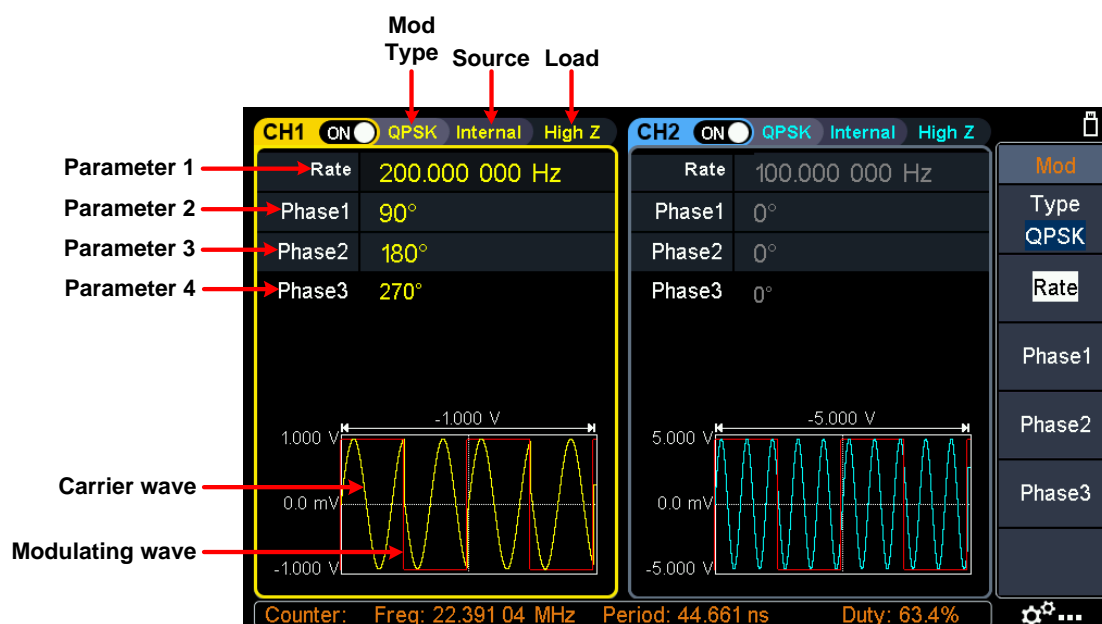 Mod
Type Source Load
CH1 ON QPSK Internal High Z
CH2 ON QPSK Internal High Z
Parameter 1 Rate 200.000 000 Hz
Rate 100.000 000 Hz
Mod
Parameter 2 Phase1 90°
Phase1 0°
Type
QPSK
Parameter 3 Phase2 180°
Phase2 0°
Parameter 4 Phase3 270°
Phase3 0°
Rate
Phase1
Phase2
Phase3
-1.000 V
1.000 V
Carrier wave
0.0 mV
Modulating wave
-1.000 V
-5.000 V
5.000 V
0.0 mV
-5.000 V
Counter: Freq: 22.391 04 MHz Period: 44.661 ns Duty: 63.4%